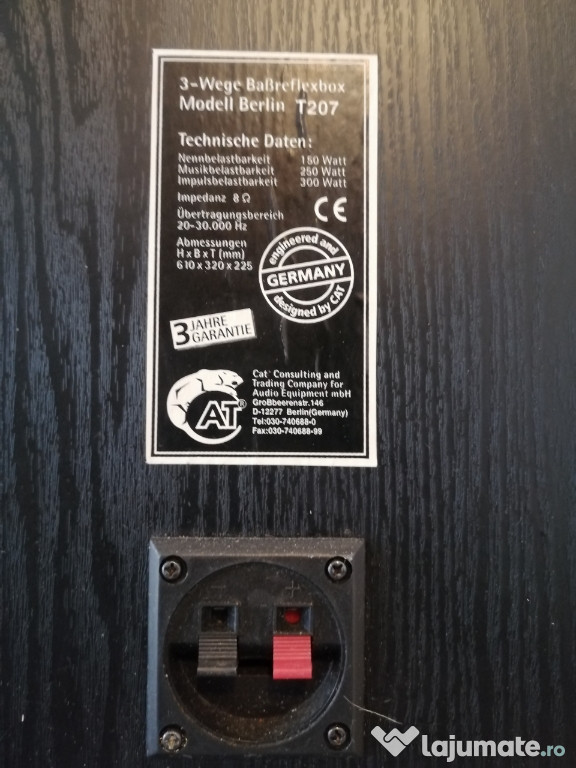 3-Wege Baßreflexbox
Modell Berlin T207
Technische Daten:
Nennbelastbarkeit 150 Watt
Musikbelastbarkeit 250 Watt
Impulsbelastbarkeit 300 Watt
Impedanz 8 Ω
Übertragungsbereich
20-30.000 Hz
CE
Abmessungen
H x B x T (mm)
610 x 320 x 225
engineered and
GERMANY
designed by CAT
3 JAHRE
GARANTIE
CAT®
Cat® Consulting and
Trading Company for
Audio Equipment mbH
Großbeerenstr.146
D-12277 Berlin(Germany)
Tel:030-740688-0
Fax:030-740688-99
- +
lajumate.ro